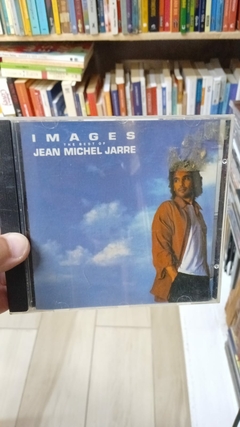 IMAGES
THE BEST OF
JEAN MICHEL JARRE